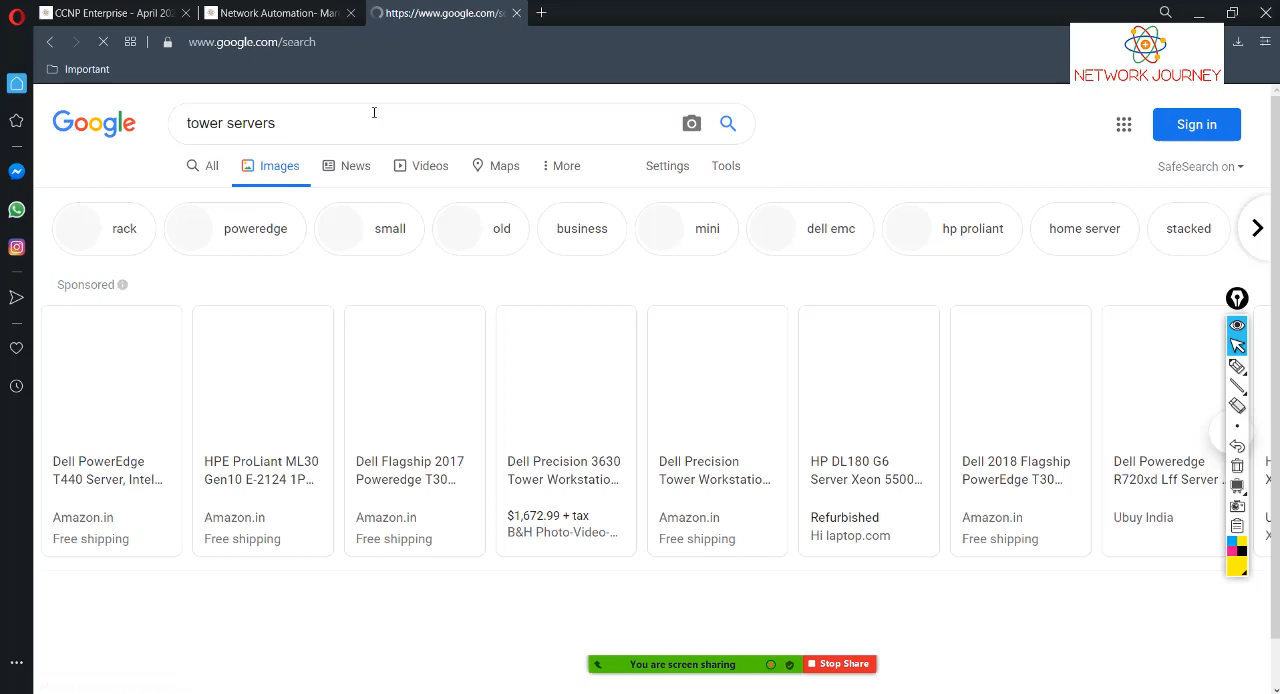 CCNP Enterprise - April 202
Network Automation- Mar
https://www.google.com/s
www.google.com/search
Important
NETWORK JOURNEY
Google
tower servers
Sign in
All
Images
News
Videos
Maps
More
Settings
Tools
SafeSearch on
rack
poweredge
small
old
business
mini
dell emc
hp proliant
home server
stacked
Sponsored
Dell PowerEdge
T440 Server, Intel...
Amazon.in
Free shipping
HPE ProLiant ML30
Gen10 E-2124 1P...
Amazon.in
Free shipping
Dell Flagship 2017
Poweredge T30...
Amazon.in
Free shipping
Dell Precision 3630
Tower Workstatio...
$1,672.99 + tax
B&H Photo-Video-...
Dell Precision
Tower Workstatio...
Amazon.in
Free shipping
HP DL180 G6
Server Xeon 5500...
Refurbished
Hi laptop.com
Dell 2018 Flagship
PowerEdge T30...
Amazon.in
Free shipping
Dell Poweredge
R720xd Lff Server
Ubuy India
You are screen sharing
Stop Share